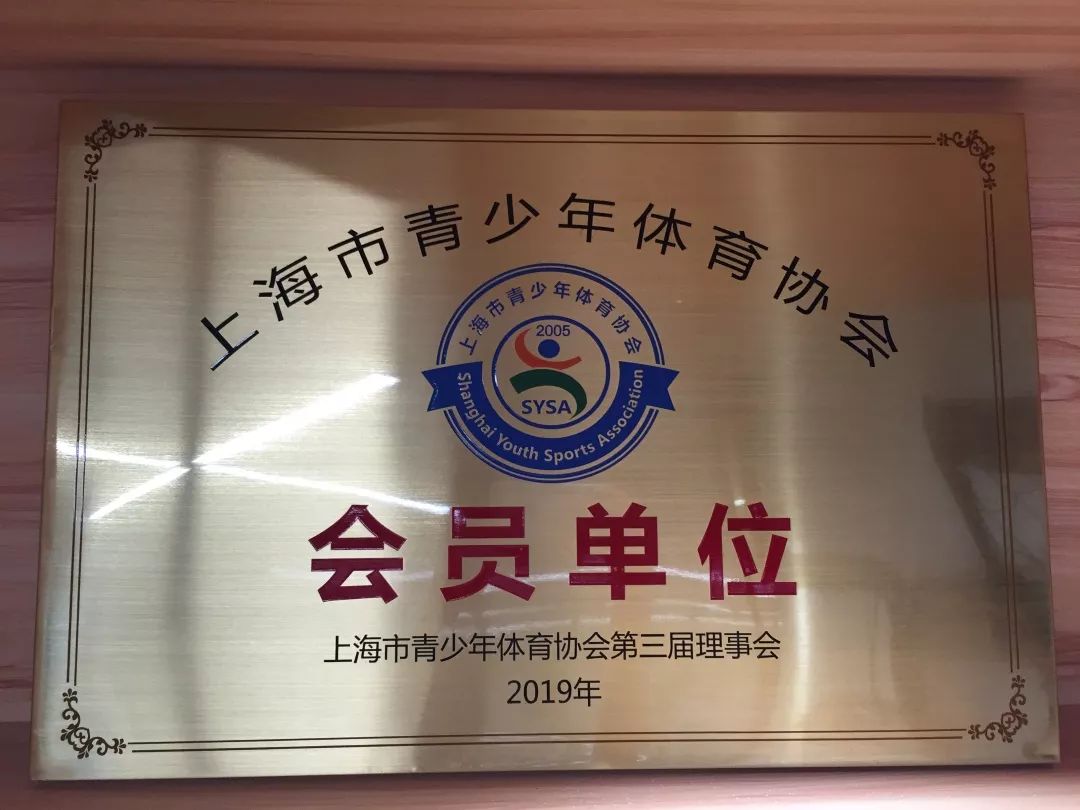 上海市青少年体育协会
上海市青少年体育协会
2005
SYSA
Shanghai Youth Sports Association
会员单位
上海市青少年体育协会第三届理事会
2019年